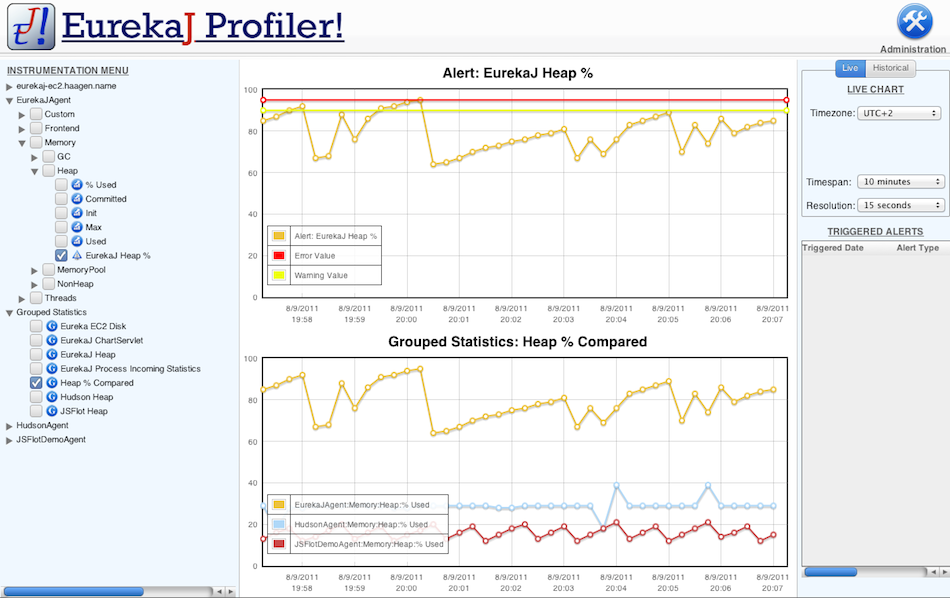 EurekaJ Profiler!
Administration
INSTRUMENTATION MENU
eurekaj-ec2.haagen.name
EurekaJAgent
Custom
Frontend
Memory
GC
Heap
% Used
Committed
Init
Max
Used
EurekaJ Heap %
MemoryPool
NonHeap
Threads
Grouped Statistics
Eureka EC2 Disk
EurekaJ ChartServlet
EurekaJ Heap
EurekaJ Process Incoming Statistics
Heap % Compared
Hudson Heap
JSFlot Heap
HudsonAgent
JSFlotDemoAgent
Alert: EurekaJ Heap %
100
80
60
40
20
0
Alert: EurekaJ Heap %
Error Value
Warning Value
8/9/2011 8/9/2011 8/9/2011 8/9/2011 8/9/2011 8/9/2011 8/9/2011 8/9/2011 8/9/2011 8/9/2011
19:58 19:59 20:00 20:01 20:02 20:03 20:04 20:05 20:06 20:07
Grouped Statistics: Heap % Compared
100
80
60
40
20
0
EurekaJAgent:Memory:Heap:% Used
HudsonAgent:Memory:Heap:% Used
JSFlotDemoAgent:Memory:Heap:% Used
8/9/2011 8/9/2011 8/9/2011 8/9/2011 8/9/2011 8/9/2011 8/9/2011 8/9/2011 8/9/2011 8/9/2011
19:58 19:59 20:00 20:01 20:02 20:03 20:04 20:05 20:06 20:07
Live Historical
LIVE CHART
Timezone: UTC+2
Timespan: 10 minutes
Resolution: 15 seconds
TRIGGERED ALERTS
Triggered Date Alert Type